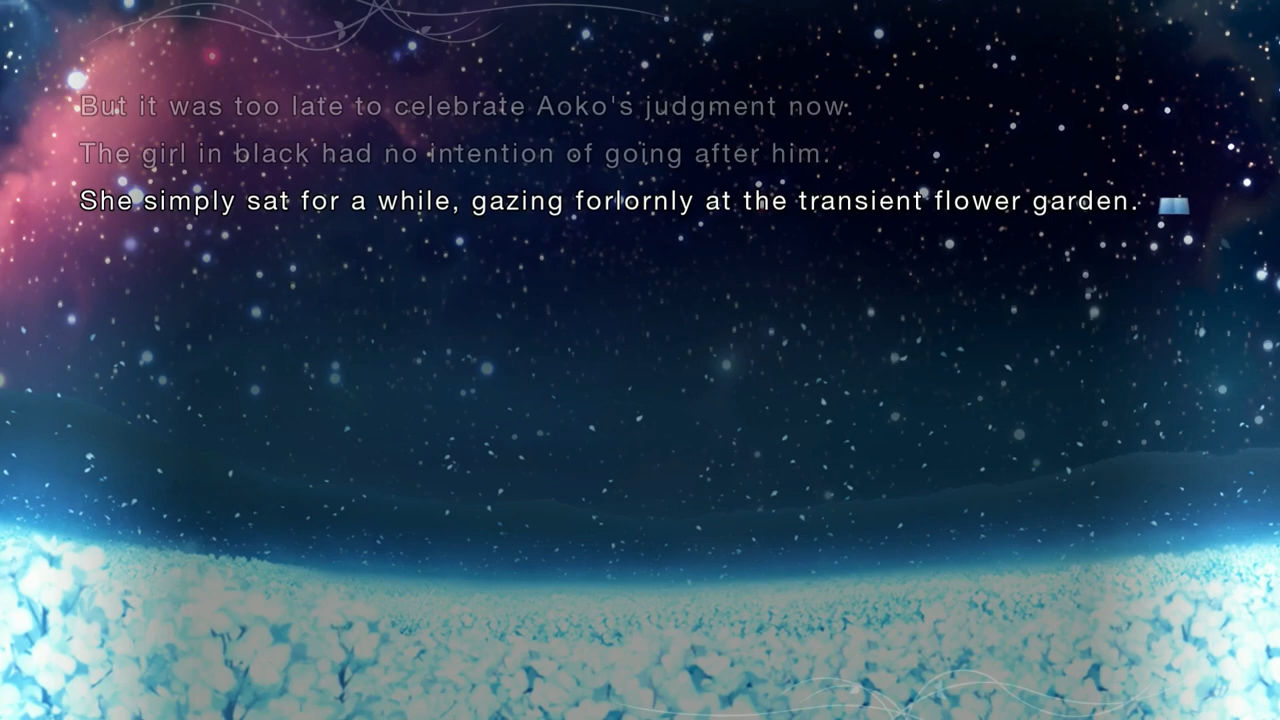 But it was too late to celebrate Aoko's judgment now.
The girl in black had no intention of going after him.
She simply sat for a while, gazing forlornly at the transient flower garden.